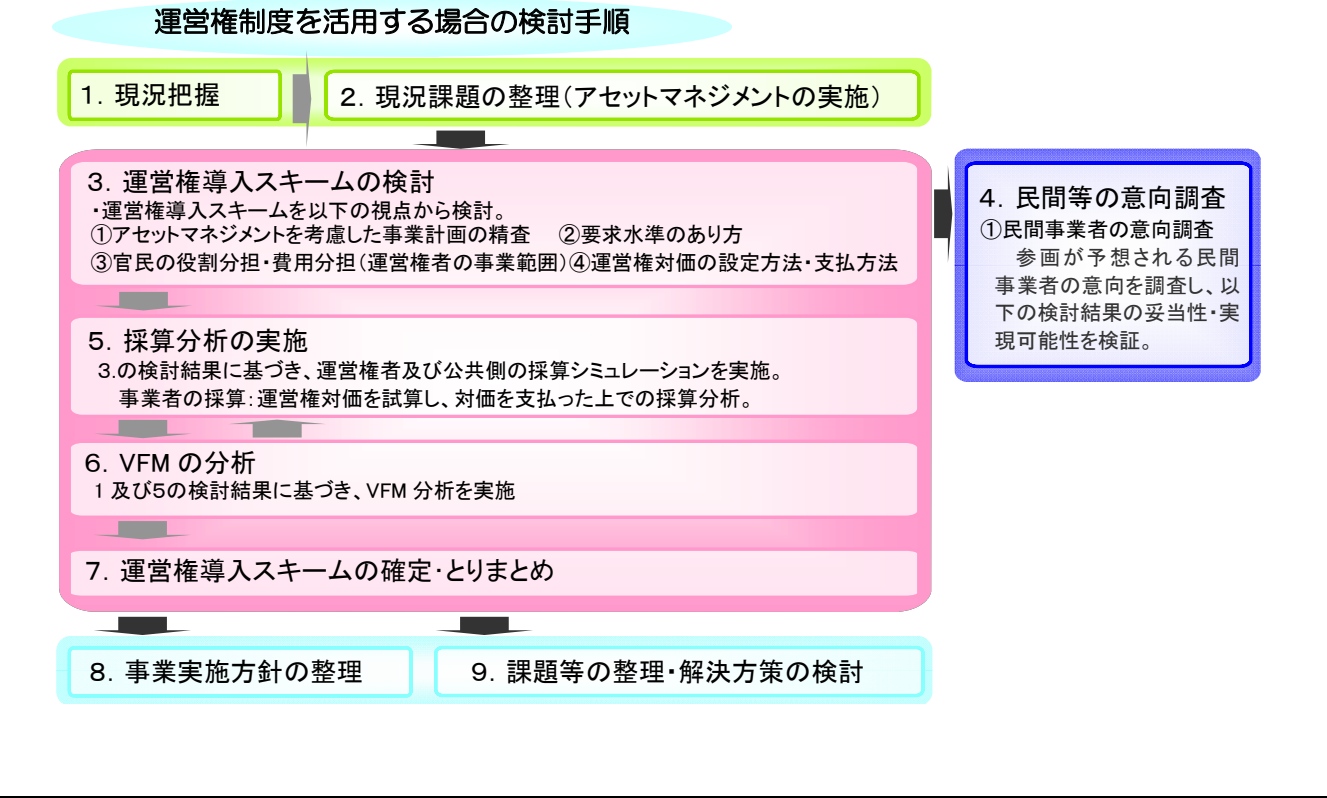 運営権制度を活用する場合の検討手順
1．現況把握
2．現況課題の整理（アセットマネジメントの実施）
3．運営権導入スキームの検討
・運営権導入スキームを以下の視点から検討。
①アセットマネジメントを考慮した事業計画の精査　②要求水準のあり方
③官民の役割分担・費用分担（運営権者の事業範囲）④運営権対価の設定方法・支払方法
4．民間等の意向調査
①民間事業者の意向調査
参画が予想される民間
事業者の意向を調査し、以
下の検討結果の妥当性・実
現可能性を検証。
5．採算分析の実施
3.の検討結果に基づき、運営権者及び公共側の採算シミュレーションを実施。
事業者の採算：運営権対価を試算し、対価を支払った上での採算分析。
6．VFM の分析
1 及び5の検討結果に基づき、VFM 分析を実施
7．運営権導入スキームの確定・とりまとめ
8．事業実施方針の整理
9．課題等の整理・解決方策の検討